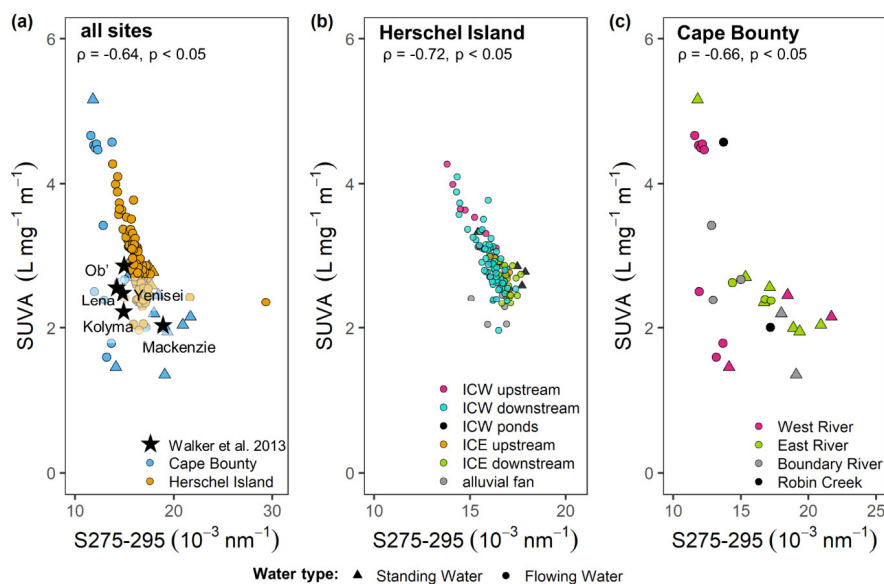 (a)
all sites
ρ = -0.64, p < 0.05
SUVA (L mg⁻¹ m⁻¹)
6
4
2
0
Ob'
Lena
Yenisei
Kolyma
Mackenzie
Walker et al. 2013
Cape Bounty
Herschel Island
10
20
30
S275-295 (10⁻³ nm⁻¹)
(b)
Herschel Island
ρ = -0.72, p < 0.05
SUVA (L mg⁻¹ m⁻¹)
6
4
2
0
ICW upstream
ICW downstream
ICW ponds
ICE upstream
ICE downstream
alluvial fan
10
15
20
S275-295 (10⁻³ nm⁻¹)
(c)
Cape Bounty
ρ = -0.66, p < 0.05
SUVA (L mg⁻¹ m⁻¹)
6
4
2
0
West River
East River
Boundary River
Robin Creek
10
15
20
25
S275-295 (10⁻³ nm⁻¹)
Water type: Standing Water Flowing Water